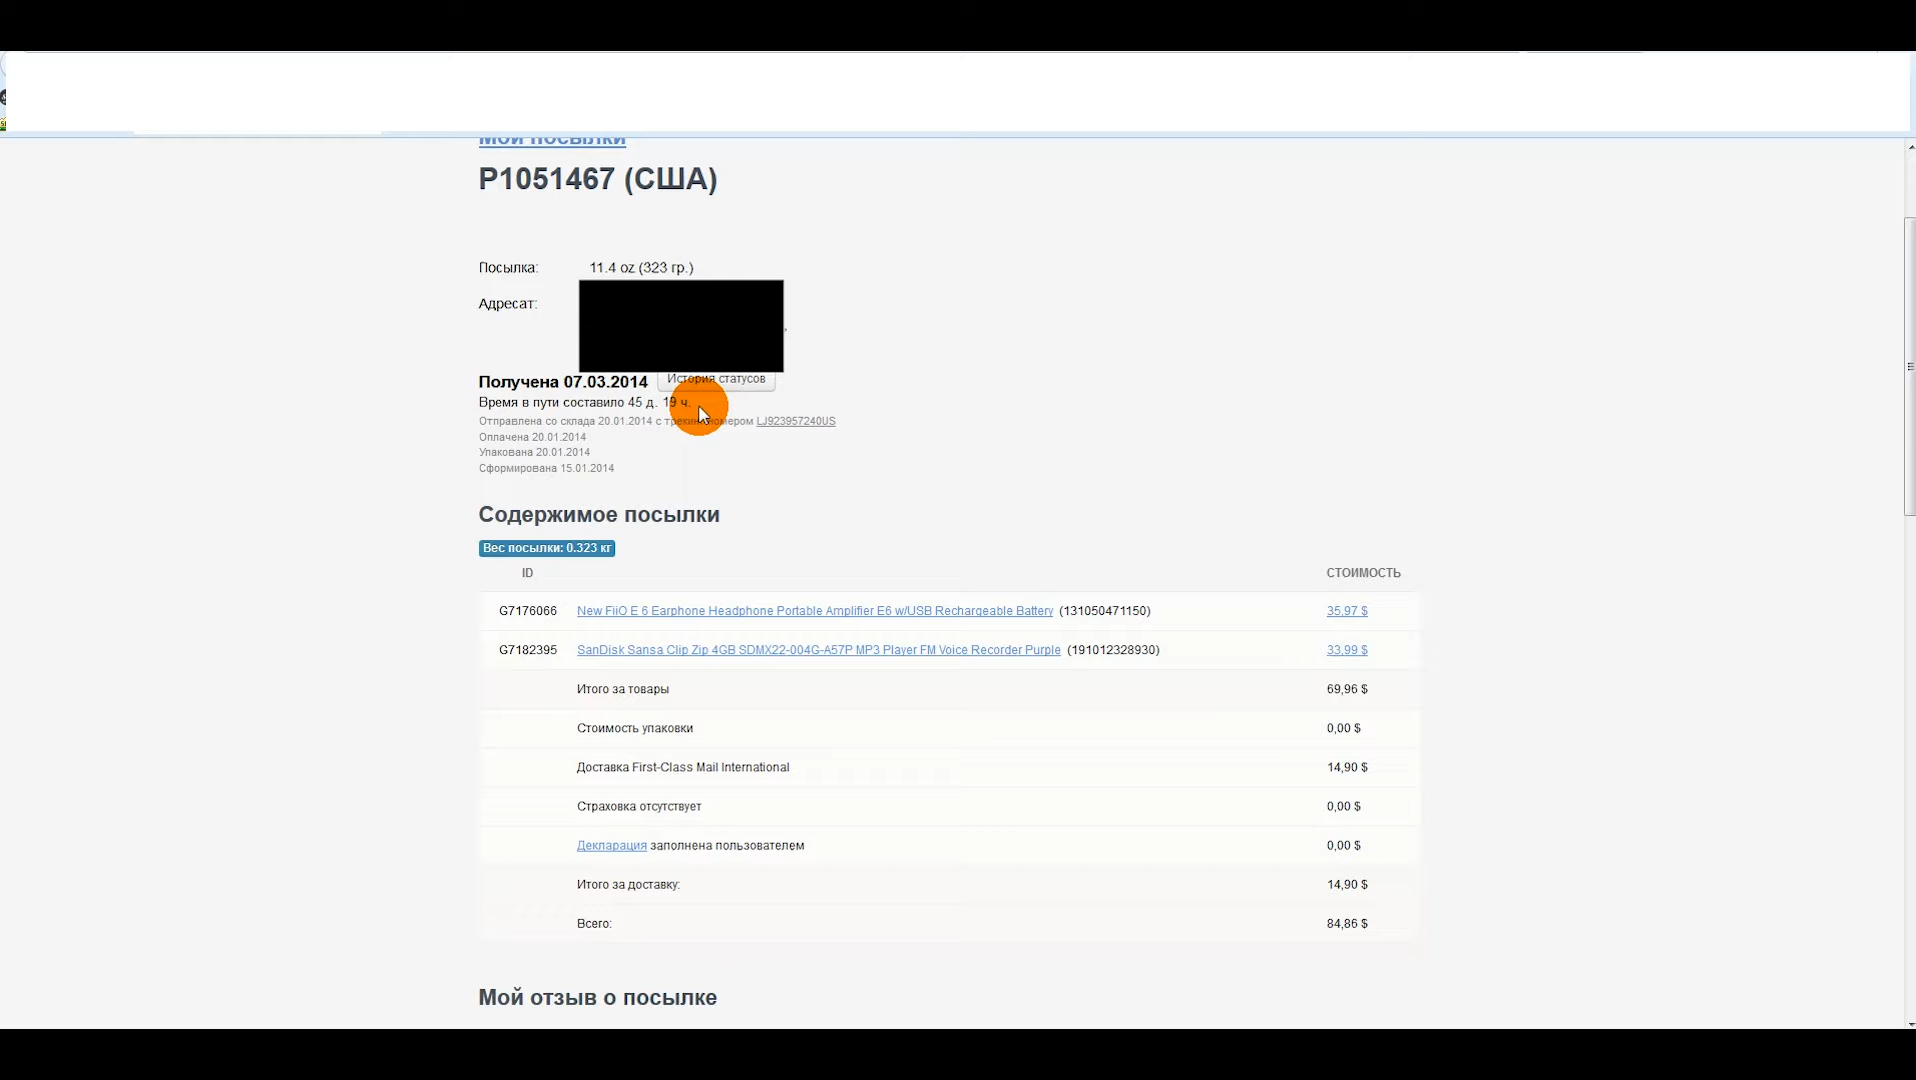 Мои посылки
P1051467 (США)
Посылка: 11.4 oz (323 гр.)
Адресат:
Получена 07.03.2014 История статусов
Время в пути составило 45 д. 19 ч.
Отправлена со склада 20.01.2014 с трекинг номером LJ923957240US
Оплачена 20.01.2014
Упакована 20.01.2014
Сформирована 15.01.2014
Содержимое посылки
Вес посылки: 0.323 кг
ID СТОИМОСТЬ
G7176066 New FiiO E 6 Earphone Headphone Portable Amplifier E6 w/USB Rechargeable Battery (131050471150) 35,97 $
G7182395 SanDisk Sansa Clip Zip 4GB SDMX22-004G-A57P MP3 Player FM Voice Recorder Purple (191012328930) 33,99 $
Итого за товары 69,96 $
Стоимость упаковки 0,00 $
Доставка First-Class Mail International 14,90 $
Страховка отсутствует 0,00 $
Декларация заполнена пользователем 0,00 $
Итого за доставку: 14,90 $
Всего: 84,86 $
Мой отзыв о посылке